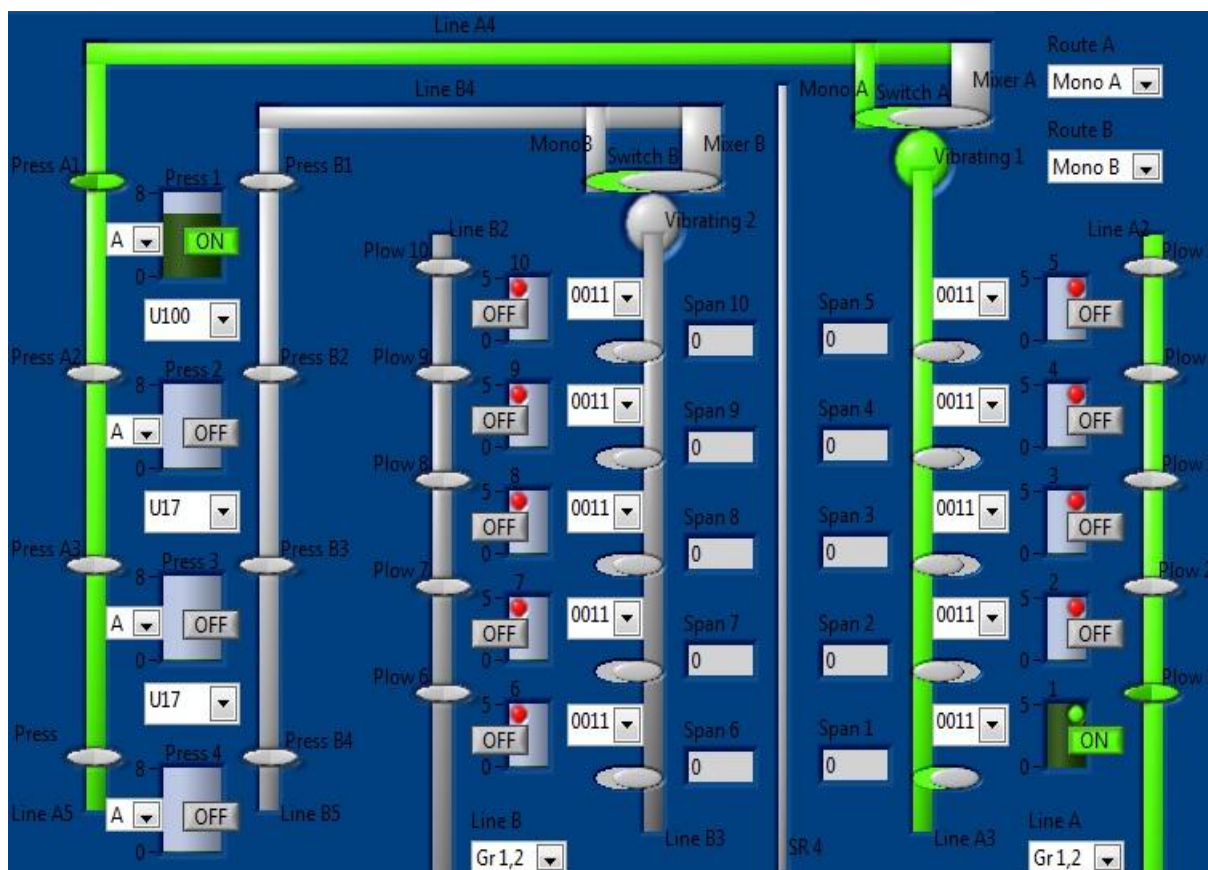 Line A4
Route A
Mono A
Mixer A
Mono A
Switch A
Line B4
Route B
Mono B
Mono B
Switch B
Mixer B
Vibrating 1
Press A1
Press 1
Press B1
8
A
ON
0
U100
Vibrating 2
Line B2
Line A2
Plow 10
10
5
OFF
0
0011
Span 10
0
Span 5
0
0011
5
5
OFF
0
Plow
Press A2
Press 2
Press B2
8
A
OFF
0
U17
Plow 9
9
5
OFF
0
0011
Span 9
0
Span 4
0
0011
4
5
OFF
0
Plow
Plow 8
8
5
OFF
0
0011
Span 8
0
Span 3
0
0011
3
5
OFF
0
Plow
Press A3
Press 3
Press B3
8
A
OFF
0
U17
Plow 7
7
5
OFF
0
0011
Span 7
0
Span 2
0
0011
2
5
OFF
0
Plow 2
Plow 6
6
5
OFF
0
0011
Span 6
0
Span 1
0
0011
1
5
ON
0
Plow
Press
Press 4
Press B4
8
A
OFF
0
Line A5
Line B5
Line B
Gr 1,2
Line B3
SR 4
Line A3
Line A
Gr 1,2